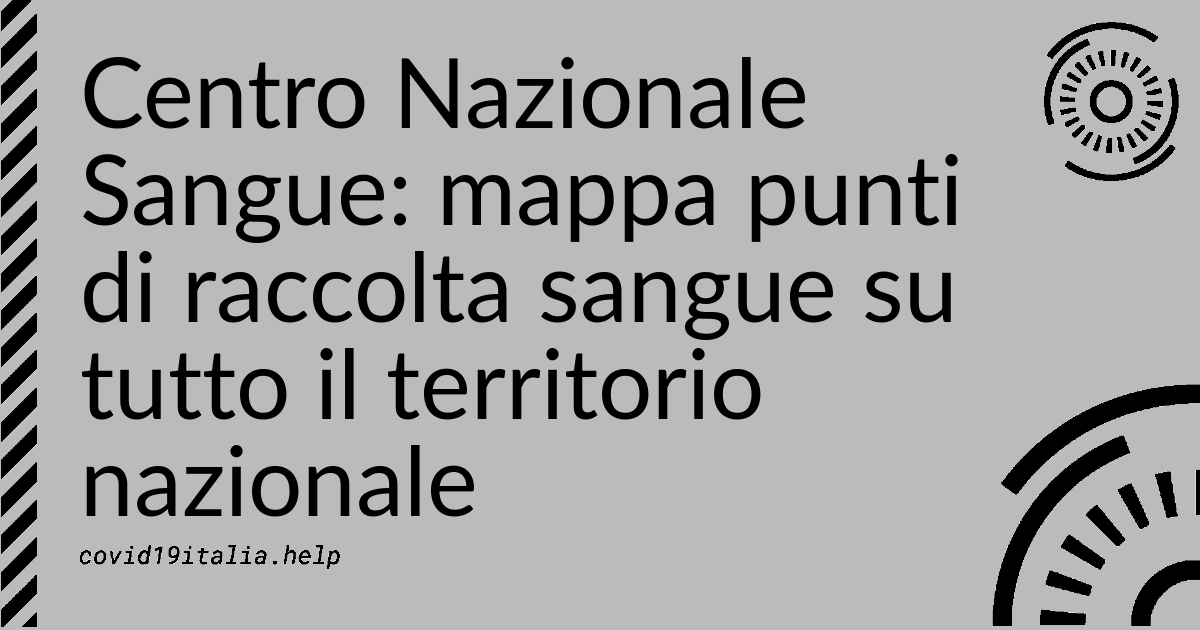 Centro Nazionale
Sangue: mappa punti
di raccolta sangue su
tutto il territorio
nazionale
covid19italia.help